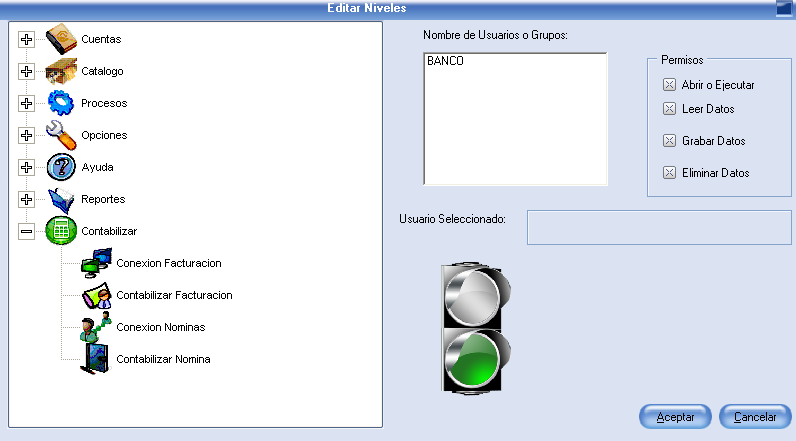 Editar Niveles
Cuentas
Catalogo
Procesos
Opciones
Ayuda
Reportes
Contabilizar
Conexion Facturacion
Contabilizar Facturacion
Conexion Nominas
Contabilizar Nomina
Nombre de Usuarios o Grupos:
BANCO
Permisos
Abrir o Ejecutar
Leer Datos
Grabar Datos
Eliminar Datos
Usuario Seleccionado:
Aceptar
Cancelar